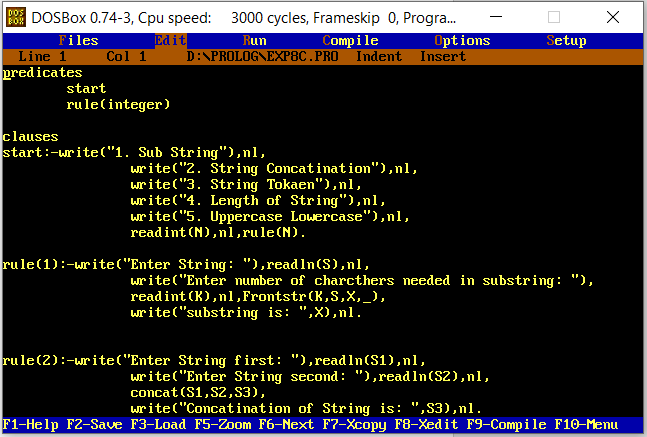 DOS BOX DOSBox 0.74-3, Cpu speed: 3000 cycles, Frameskip 0, Progra...
Files Edit Run Compile Options Setup
Line 1 Col 1 D:\PROLOG\EXP8C.PRO Indent Insert
predicates
start
rule(integer)
clauses
start:-write("1. Sub String"),nl,
write("2. String Concatination"),nl,
write("3. String Tokaen"),nl,
write("4. Length of String"),nl,
write("5. Uppercase Lowercase"),nl,
readint(N),nl,rule(N).
rule(1):-write("Enter String: "),readln(S),nl,
write("Enter number of charcthers needed in substring: "),
readint(K),nl,Frontstr(K,S,X,_),
write("substring is: ",X),nl.
rule(2):-write("Enter String first: "),readln(S1),nl,
write("Enter String second: "),readln(S2),nl,
concat(S1,S2,S3),
write("Concatination of String is: ",S3),nl.
F1-Help F2-Save F3-Load F5-Zoom F6-Next F7-Xcopy F8-Xedit F9-Compile F10-Menu